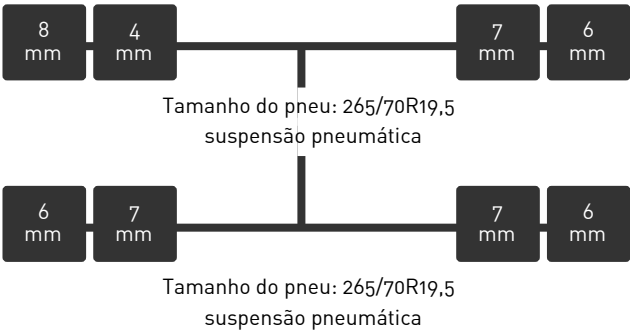 8 4 7 6
mm mm mm mm
Tamanho do pneu: 265/70R19,5
suspensão pneumática
6 7 7 6
mm mm mm mm
Tamanho do pneu: 265/70R19,5
suspensão pneumática